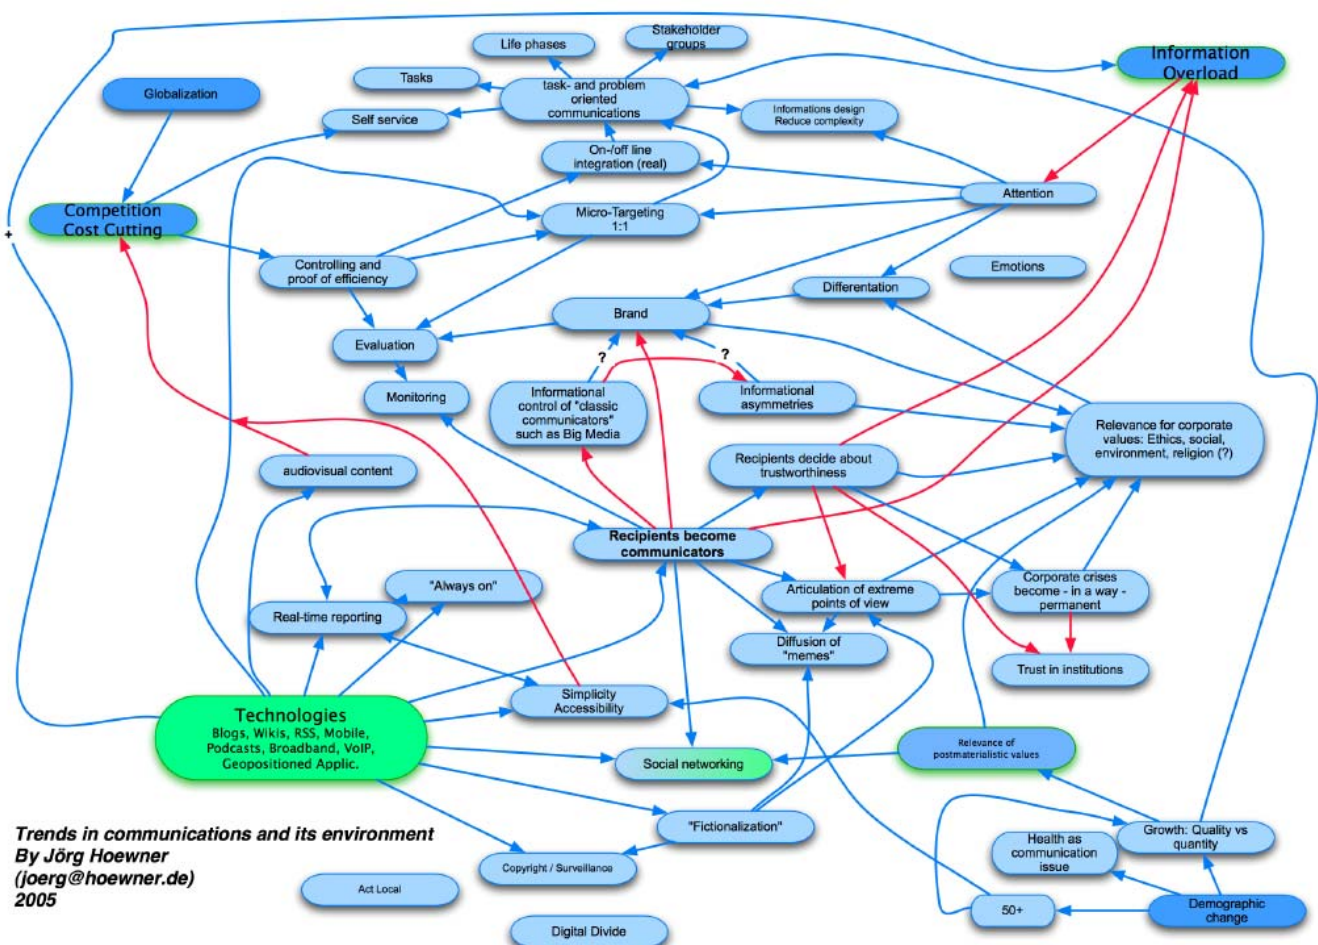 Life phases
Stakeholder
groups
Information
Overload
Tasks
task- and problem
oriented
communications
Globalization
Self service
Informations design
Reduce complexity
On-/off line
integration (real)
Attention
Competition
Cost Cutting
Micro-Targeting
1:1
+
Controlling and
proof of efficiency
Emotions
Differentation
Brand
Evaluation
?
?
Monitoring
Informational
control of "classic
communicators"
such as Big Media
Informational
asymmetries
Relevance for corporate
values: Ethics, social,
environment, religion (?)
audiovisual content
Recipients decide about
trustworthiness
Recipients become
communicators
"Always on"
Articulation of extreme
points of view
Corporate crises
become - in a way -
permanent
Real-time reporting
Diffusion of
"memes"
Trust in institutions
Simplicity
Accessibility
Technologies
Blogs, Wikis, RSS, Mobile,
Podcasts, Broadband, VoIP,
Geopositioned Applic.
Social networking
Relevance of
postmaterialistic values
"Fictionalization"
Growth: Quality vs
quantity
Health as
communication
issue
Trends in communications and its environment
By Jörg Hoewner
(joerg@hoewner.de)
2005
Copyright / Surveillance
Act Local
50+
Demographic
change
Digital Divide